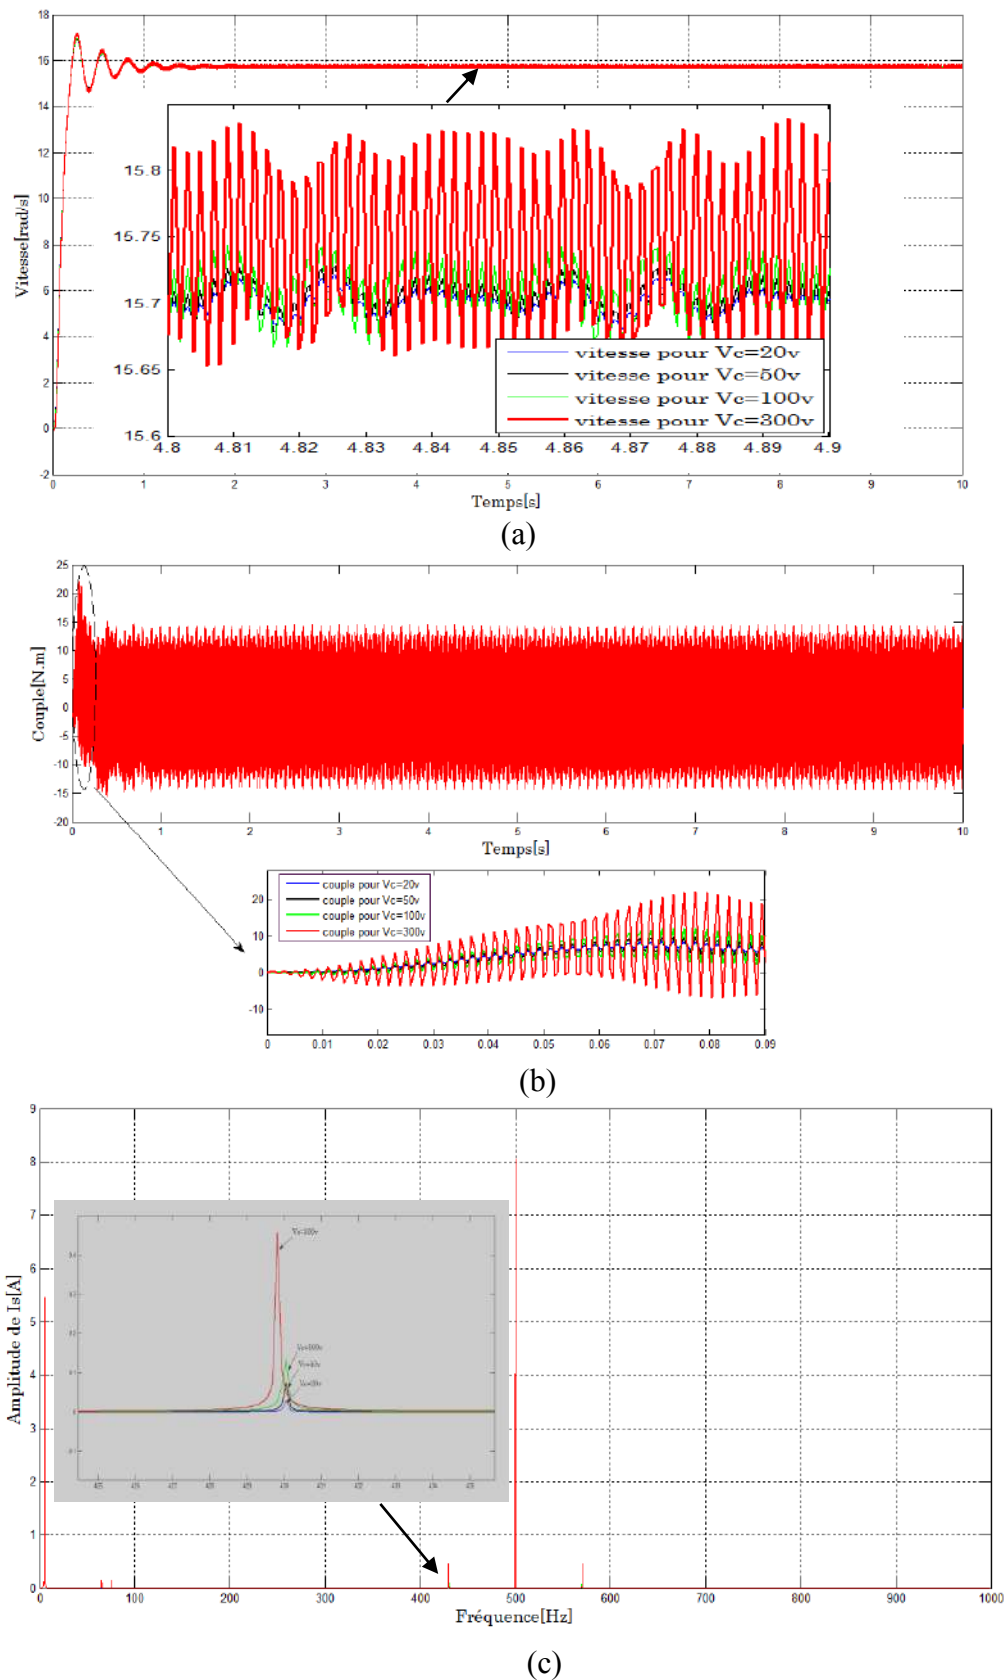 18
16
14
12
10
8
6
4
2
0
-2
Vitesse[rad/s]
15.8
15.75
15.7
15.65
15.6
4.8 4.81 4.82 4.83 4.84 4.85 4.86 4.87 4.88 4.89 4.9
vitesse pour Vc=20v
vitesse pour Vc=50v
vitesse pour Vc=100v
vitesse pour Vc=300v
0 1 2 3 4 5 6 7 8 9 10
Temps[s]
(a)
25
20
15
10
5
0
-5
-10
-15
-20
Couple[N.m]
0 1 2 3 4 5 6 7 8 9 10
Temps[s]
couple pour Vc=20v
couple pour Vc=50v
couple pour Vc=100v
couple pour Vc=300v
20
10
0
-10
0 0.01 0.02 0.03 0.04 0.05 0.06 0.07 0.08 0.09
(b)
9
8
7
6
5
4
3
2
1
0
Amplitude de Is[A]
0 100 200 300 400 500 600 700 800 900 1000
Fréquence[Hz]
(c)